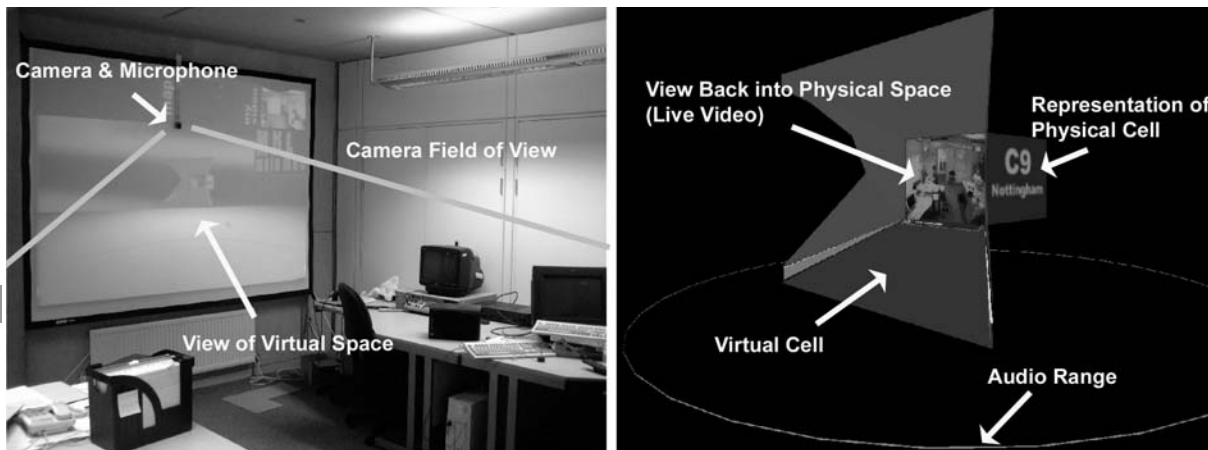 Camera & Microphone
Camera Field of View
View of Virtual Space
View Back into Physical Space
(Live Video)
Representation of
Physical Cell
C9
Nottingham
Virtual Cell
Audio Range